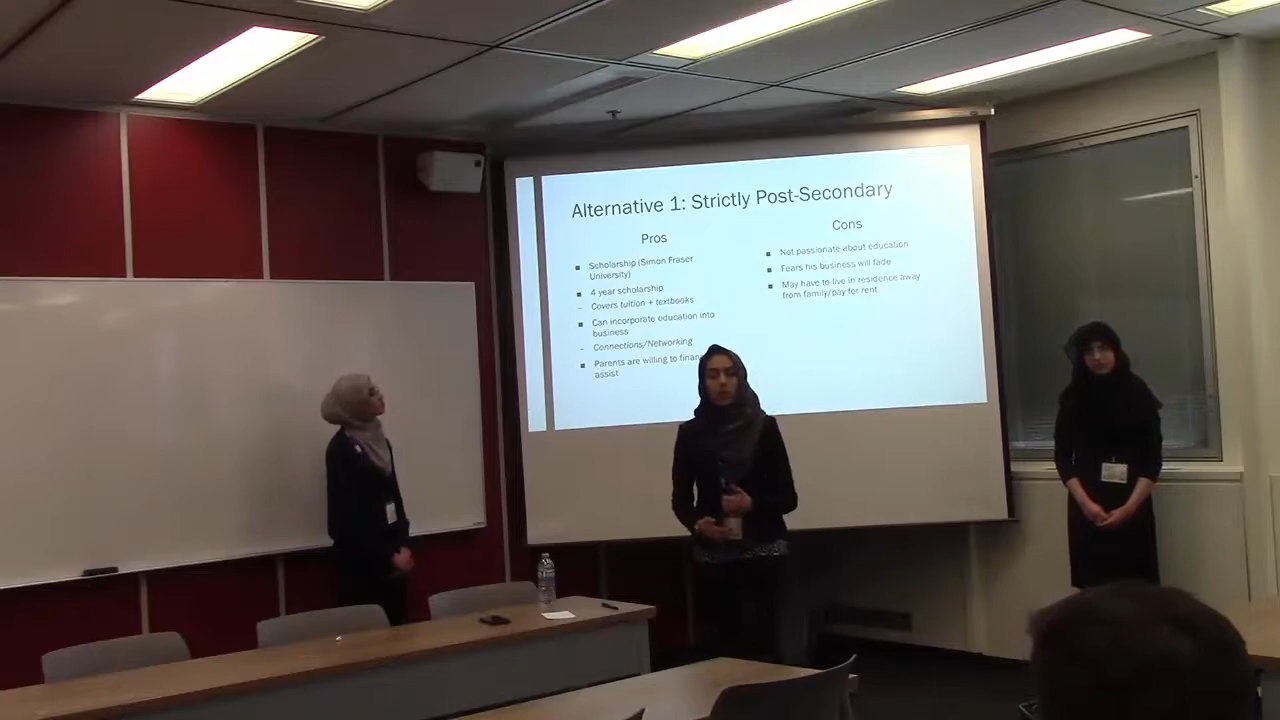 Alternative 1: Strictly Post-Secondary
Pros
Scholarship (Simon Fraser
University)
4 year scholarship
Covers tuition + textbooks
Can incorporate education into
business
Connections/Networking
Parents are willing to
assist
Cons
Not passionate about education
Fears his business will fade
May have to live in residence away
from family/pay for rent.